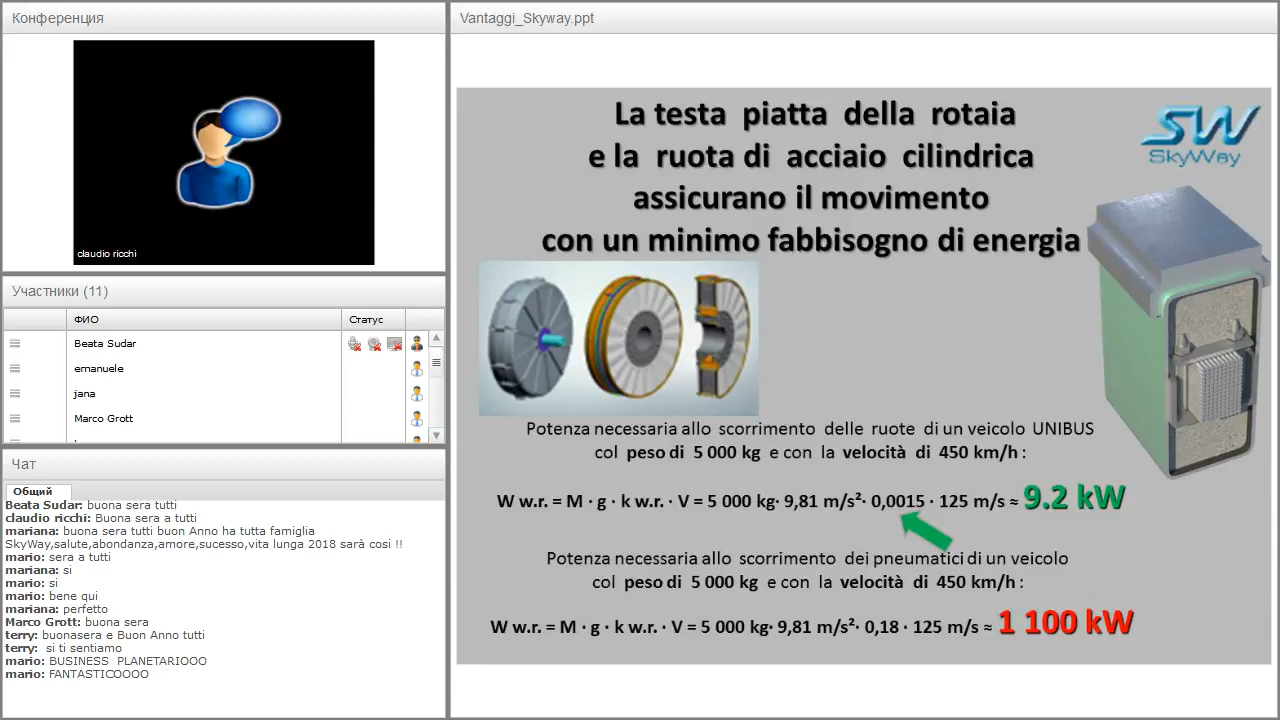 Конференция
claudio ricchi
Участники (11)
ФИО Статус
Beata Sudar
emanuele
jana
Marco Grott
Чат
Общий
Beata Sudar: buona sera tutti
claudio ricchi: Buona sera a tutti
mariana: buona sera tutti buon Anno ha tutta famiglia
SkyWay,salute,abondanza,amore,sucesso,vita lunga 2018 sarà cosi !!
mario: sera a tutti
mariana: si
mario: si
mario: bene qui
mariana: perfetto
Marco Grott: buona sera
terry: buonasera e Buon Anno tutti
terry: si ti sentiamo
mario: BUSINESS PLANETARIOOO
mario: FANTASTICOOOO
Vantaggi_Skyway.ppt
La testa piatta della rotaia
e la ruota di acciaio cilindrica
assicurano il movimento
con un minimo fabbisogno di energia
SW
SkyWay
Potenza necessaria allo scorrimento delle ruote di un veicolo UNIBUS
col peso di 5 000 kg e con la velocità di 450 km/h :
W w.r. = M · g · k w.r. · V = 5 000 kg· 9,81 m/s²· 0,0015 · 125 m/s ≈ 9.2 kW
Potenza necessaria allo scorrimento dei pneumatici di un veicolo
col peso di 5 000 kg e con la velocità di 450 km/h :
W w.r. = M · g · k w.r. · V = 5 000 kg· 9,81 m/s²· 0,18 · 125 m/s ≈ 1 100 kW